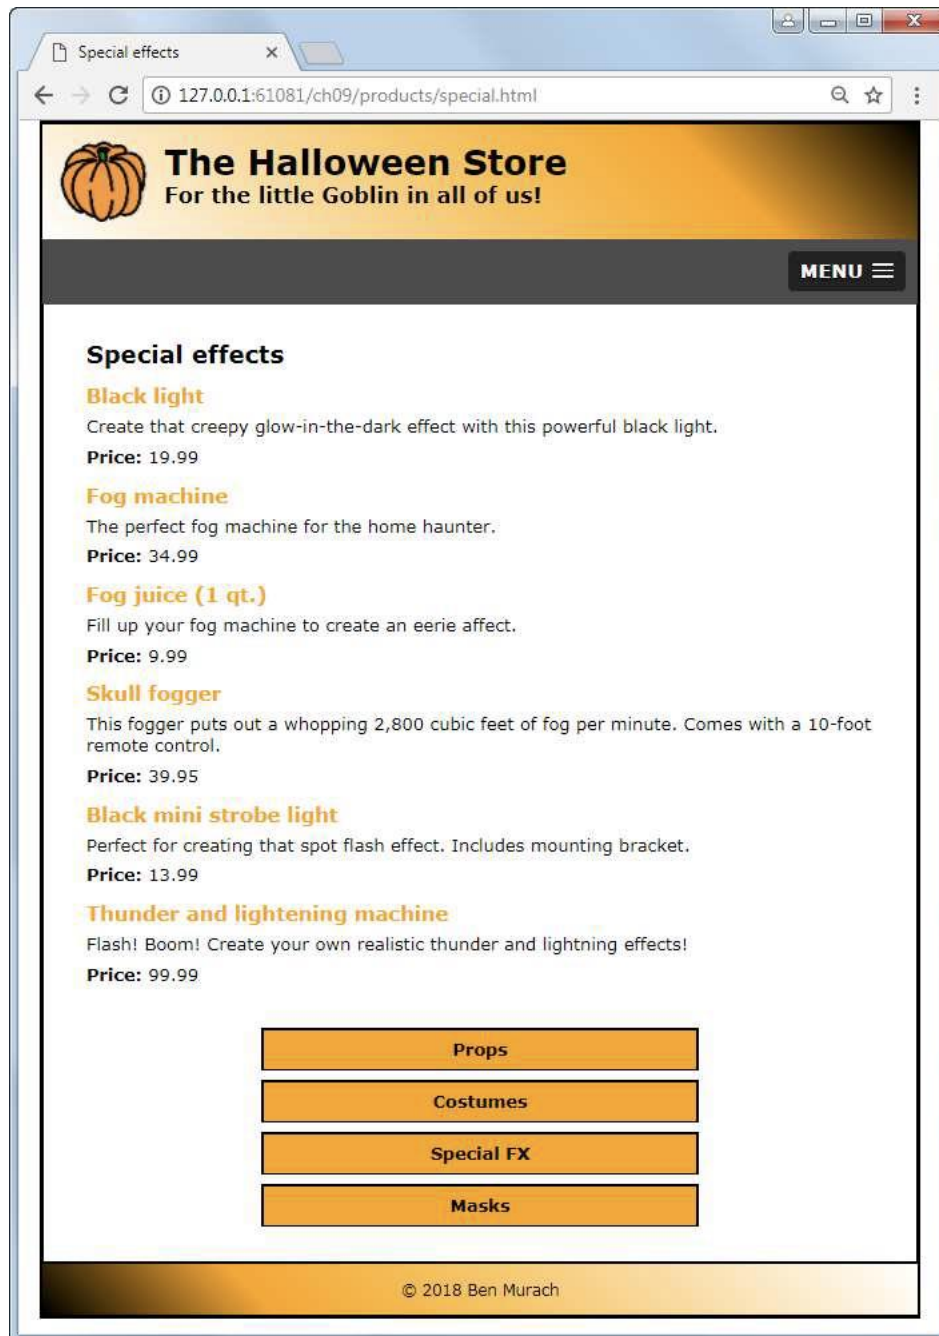 Special effects
127.0.0.1:61081/ch09/products/special.html
The Halloween Store
For the little Goblin in all of us!
MENU
Special effects
Black light
Create that creepy glow-in-the-dark effect with this powerful black light.
Price: 19.99
Fog machine
The perfect fog machine for the home haunter.
Price: 34.99
Fog juice (1 qt.)
Fill up your fog machine to create an eerie affect.
Price: 9.99
Skull fogger
This fogger puts out a whopping 2,800 cubic feet of fog per minute. Comes with a 10-foot
remote control.
Price: 39.95
Black mini strobe light
Perfect for creating that spot flash effect. Includes mounting bracket.
Price: 13.99
Thunder and lightening machine
Flash! Boom! Create your own realistic thunder and lightning effects!
Price: 99.99
Props
Costumes
Special FX
Masks
© 2018 Ben Murach